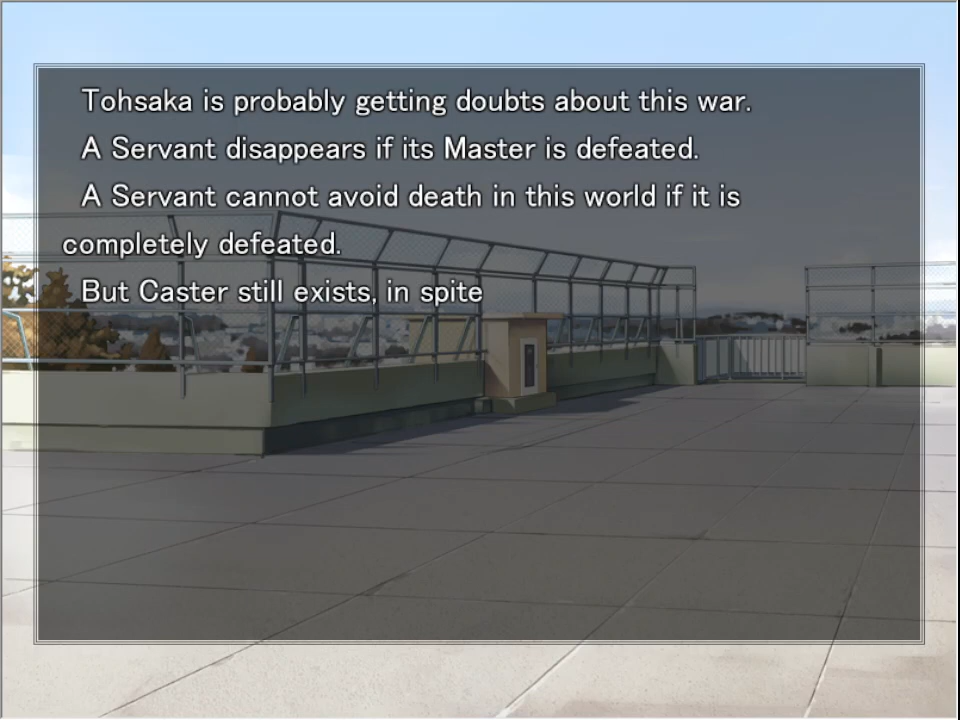 Tohsaka is probably getting doubts about this war.
A Servant disappears if its Master is defeated.
A Servant cannot avoid death in this world if it is
completely defeated.
But Caster still exists, in spite